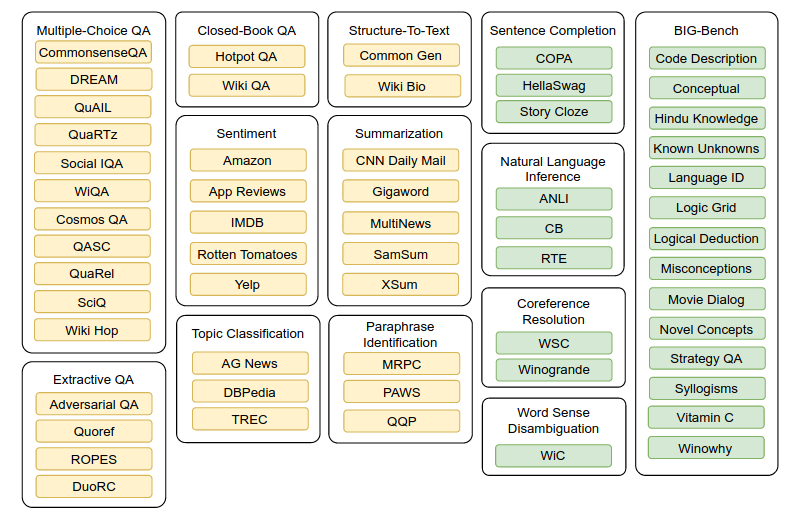 Multiple-Choice QA
CommonsenseQA
DREAM
QuAIL
QuaRTz
Social IQA
WiQA
Cosmos QA
QASC
QuaRel
SciQ
Wiki Hop
Extractive QA
Adversarial QA
Quoref
ROPES
DuoRC
Closed-Book QA
Hotpot QA
Wiki QA
Sentiment
Amazon
App Reviews
IMDB
Rotten Tomatoes
Yelp
Topic Classification
AG News
DBPedia
TREC
Structure-To-Text
Common Gen
Wiki Bio
Summarization
CNN Daily Mail
Gigaword
MultiNews
SamSum
XSum
Paraphrase
Identification
MRPC
PAWS
QQP
Sentence Completion
COPA
HellaSwag
Story Cloze
Natural Language
Inference
ANLI
CB
RTE
Coreference
Resolution
WSC
Winogrande
Word Sense
Disambiguation
WiC
BIG-Bench
Code Description
Conceptual
Hindu Knowledge
Known Unknowns
Language ID
Logic Grid
Logical Deduction
Misconceptions
Movie Dialog
Novel Concepts
Strategy QA
Syllogisms
Vitamin C
Winowhy